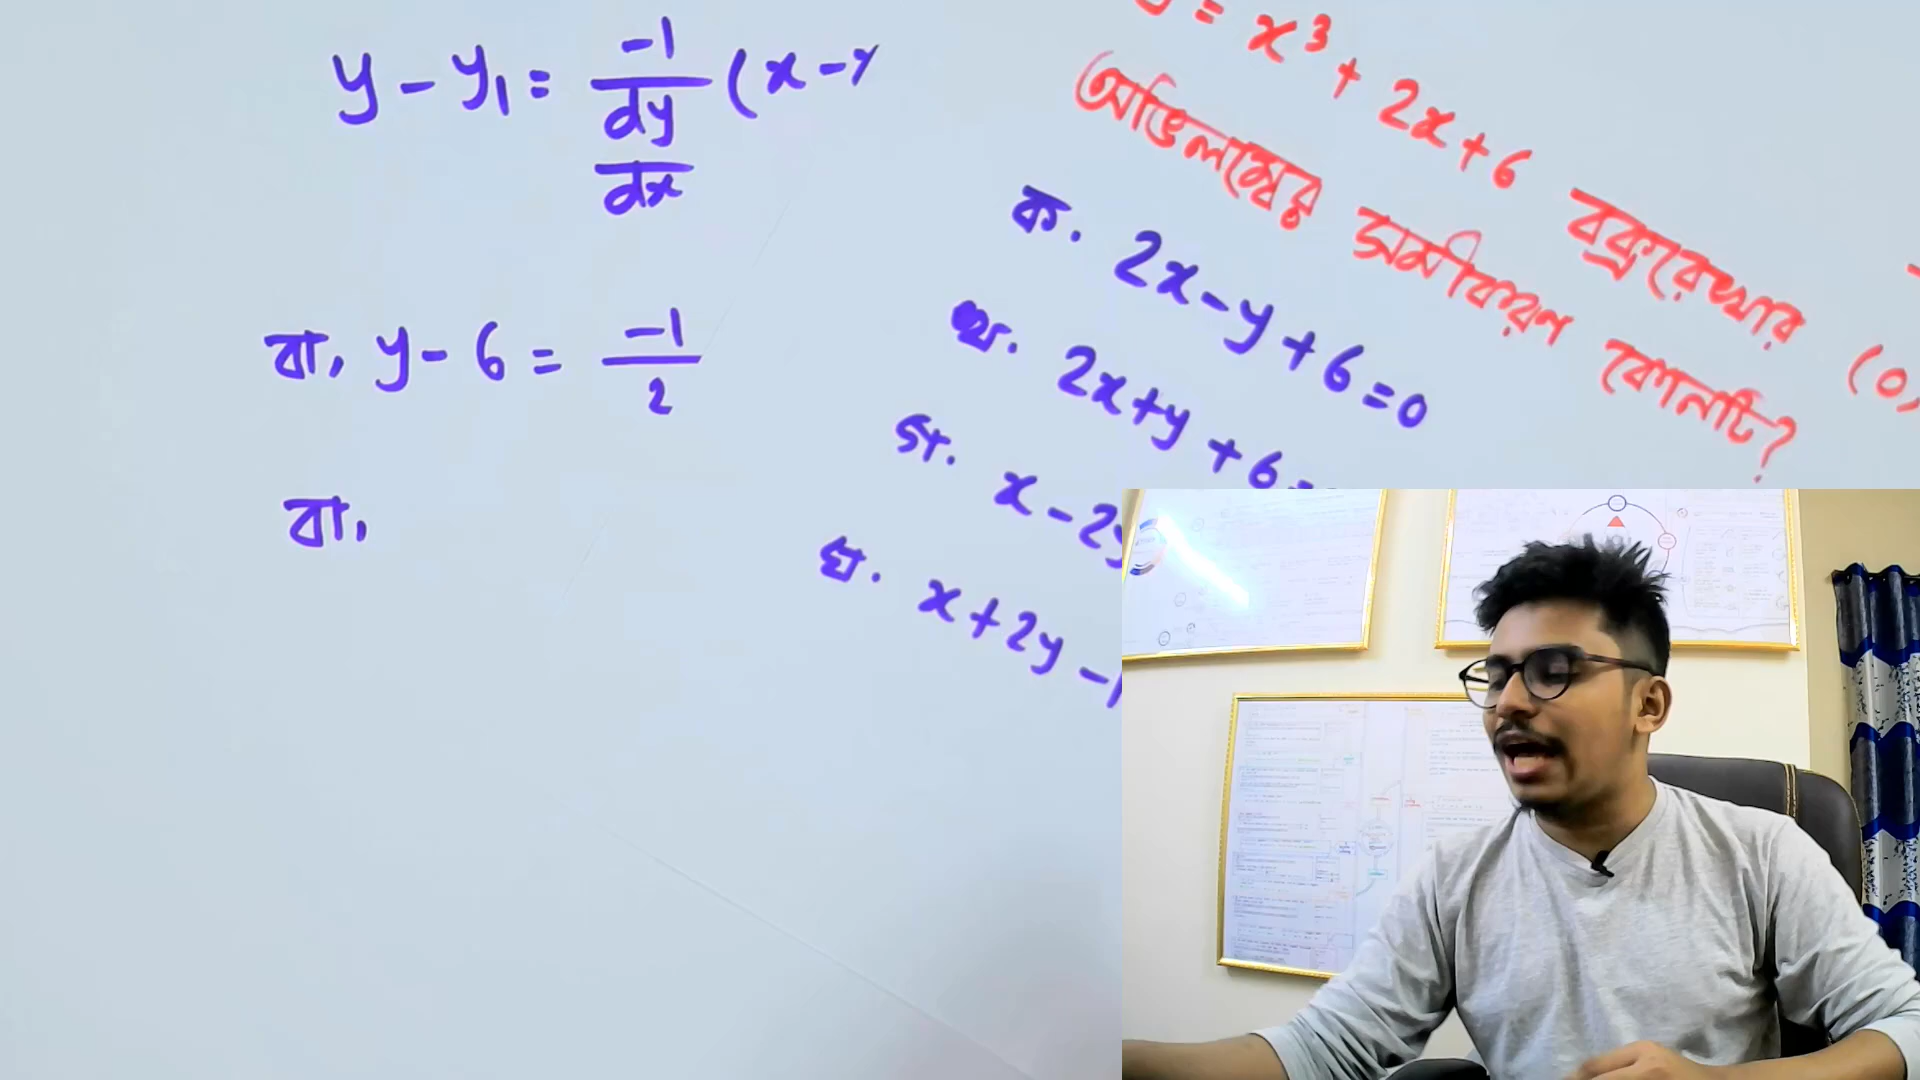 y - y₁ = -1 / (dy/dx) (x -
বা, y - 6 = -1/2
বা,
= x³ + 2x + 6 বক্ররেখার (0,
অভিলম্বের সমীকরণ কোনটি?
ক. 2x - y + 6 = 0
খ. 2x + y + 6 =
গ. x - 2y
ঘ. x + 2y -